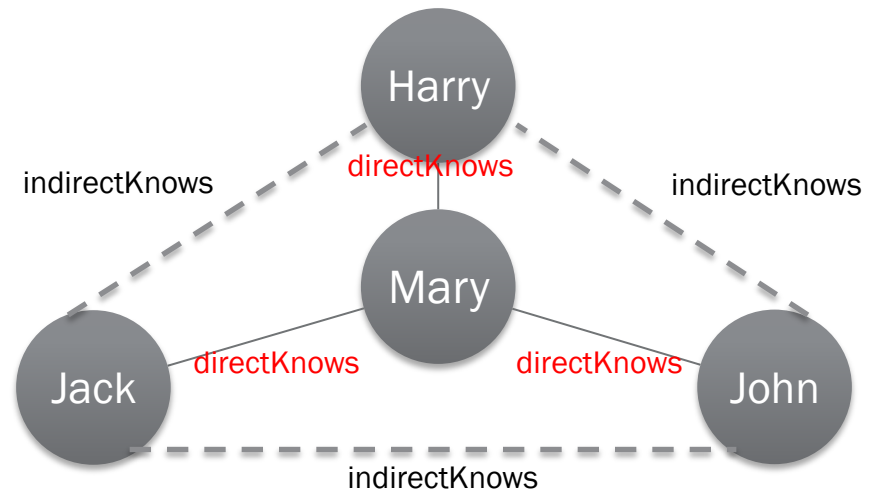 Harry
directKnows
indirectKnows
indirectKnows
Mary
directKnows
directKnows
Jack
John
indirectKnows